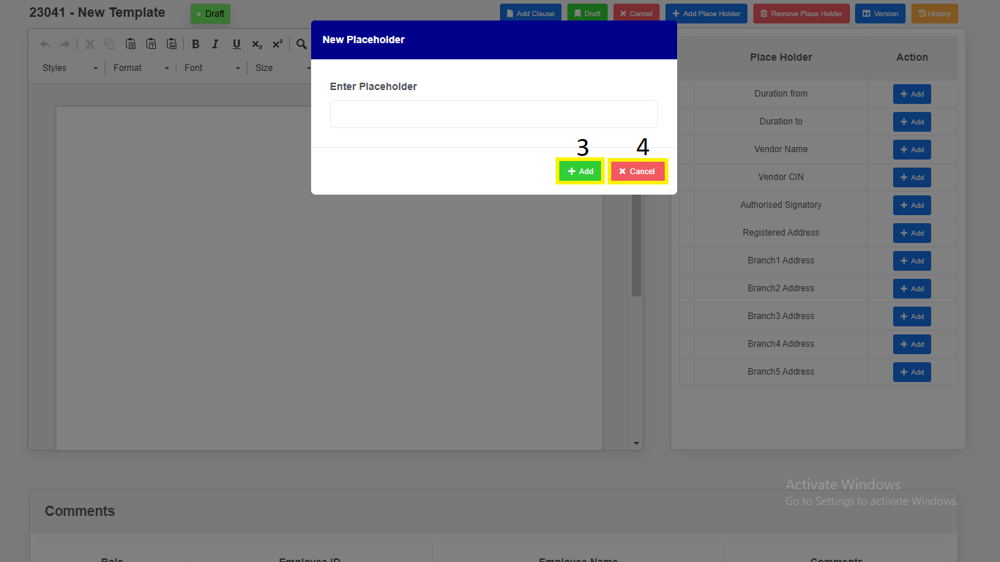 23041 - New Template
Draft
Add Clause
Draft
Cancel
Add Place Holder
Remove Place Holder
Version
History
New Placeholder
Enter Placeholder
3
4
Add
Cancel
B I U x₂ x²
Styles
Format
Font
Size
Place Holder Action
Duration from Add
Duration to Add
Vendor Name Add
Vendor CIN Add
Authorised Signatory Add
Registered Address Add
Branch1 Address Add
Branch2 Address Add
Branch3 Address Add
Branch4 Address Add
Branch5 Address Add
Activate Windows
Go to Settings to activate Windows.
Comments
Role Employee ID Employee Name Comments